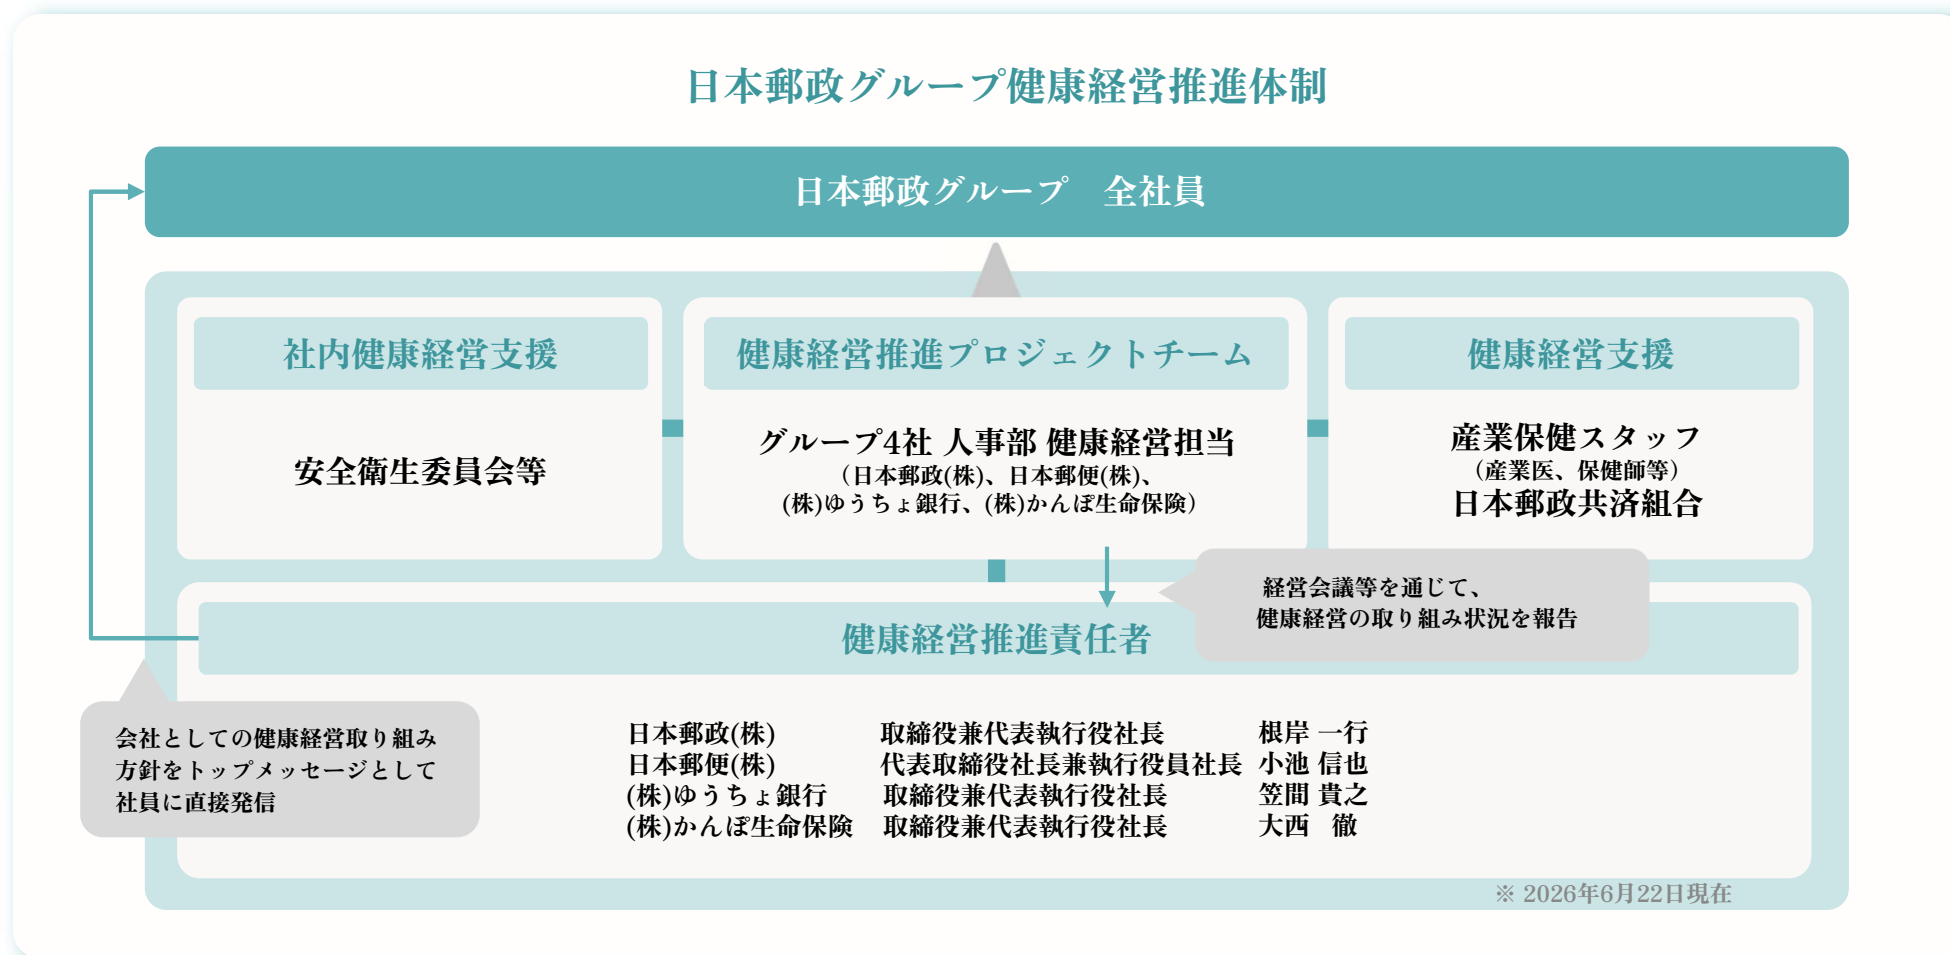 日本郵政グループ健康経営推進体制
日本郵政グループ　全社員
社内健康経営支援
安全衛生委員会等
健康経営推進プロジェクトチーム
グループ4社 人事部 健康経営担当
（日本郵政(株)、日本郵便(株)、
(株)ゆうちょ銀行、(株)かんぽ生命保険）
健康経営支援
産業保健スタッフ
（産業医、保健師等）
日本郵政共済組合
経営会議等を通じて、
健康経営の取り組み状況を報告
健康経営推進責任者
会社としての健康経営取り組み
方針をトップメッセージとして
社員に直接発信
日本郵政(株) 取締役兼代表執行役社長 根岸 一行
日本郵便(株) 代表取締役社長兼執行役員社長 小池 信也
(株)ゆうちょ銀行 取締役兼代表執行役社長 笠間 貴之
(株)かんぽ生命保険 取締役兼代表執行役社長 大西　徹
※ 2026年6月22日現在